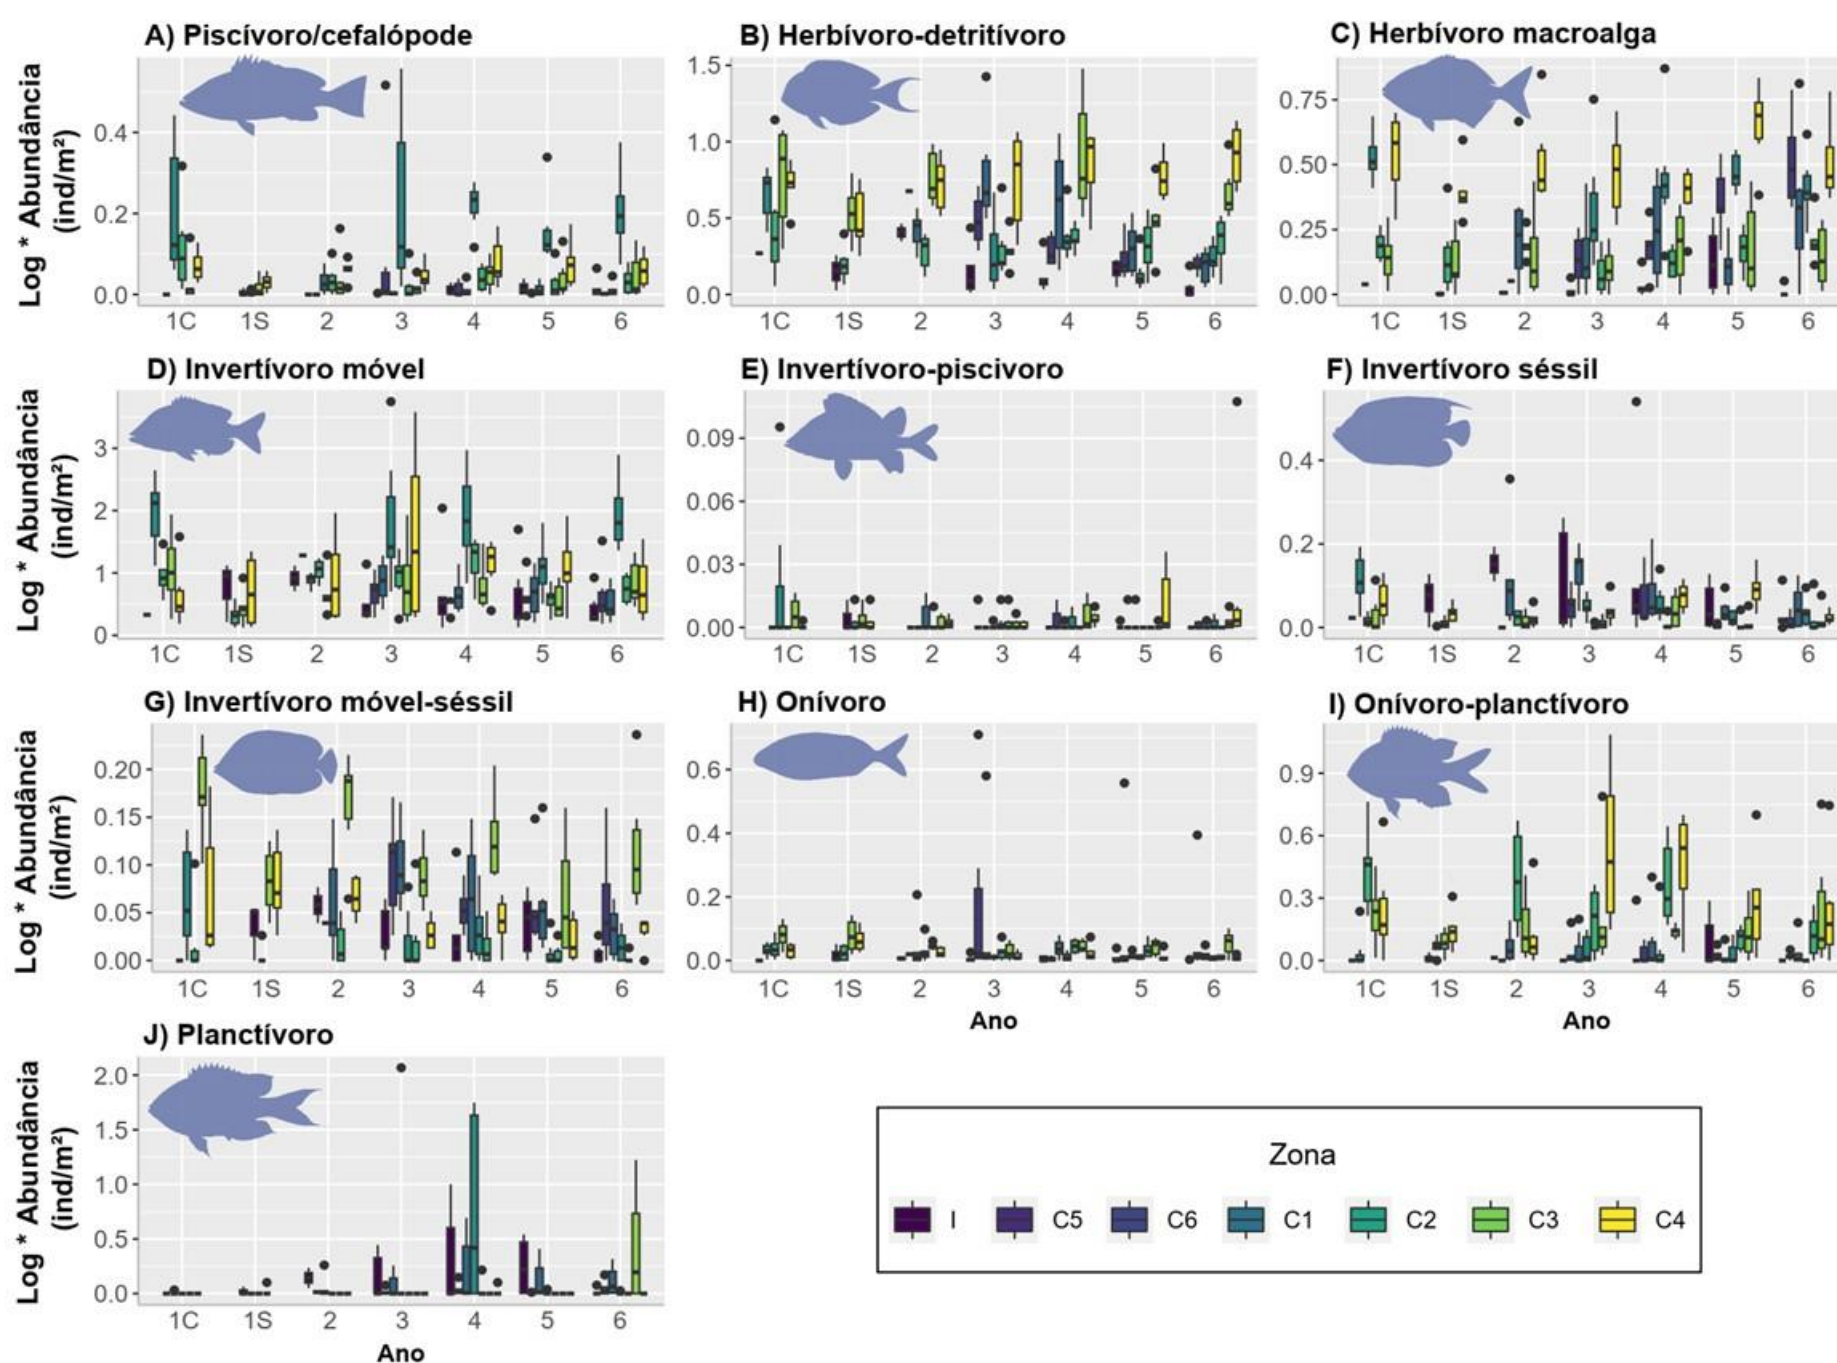 A) Piscívoro/cefalópode
B) Herbívoro-detritívoro
C) Herbívoro macroalga
Log * Abundância
(ind/m²)
0.4
0.2
0.0
1C 1S 2 3 4 5 6
1.5
1.0
0.5
0.0
1C 1S 2 3 4 5 6
0.75
0.50
0.25
0.00
1C 1S 2 3 4 5 6
D) Invertívoro móvel
E) Invertívoro-piscivoro
F) Invertívoro séssil
Log * Abundância
(ind/m²)
3
2
1
0
1C 1S 2 3 4 5 6
0.09
0.06
0.03
0.00
1C 1S 2 3 4 5 6
0.4
0.2
0.0
1C 1S 2 3 4 5 6
G) Invertívoro móvel-séssil
H) Onívoro
I) Onívoro-planctívoro
Log * Abundância
(ind/m²)
0.20
0.15
0.10
0.05
0.00
1C 1S 2 3 4 5 6
0.6
0.4
0.2
0.0
1C 1S 2 3 4 5 6
Ano
0.9
0.6
0.3
0.0
1C 1S 2 3 4 5 6
Ano
J) Planctívoro
Log * Abundância
(ind/m²)
2.0
1.5
1.0
0.5
0.0
1C 1S 2 3 4 5 6
Ano
Zona
I C5 C6 C1 C2 C3 C4